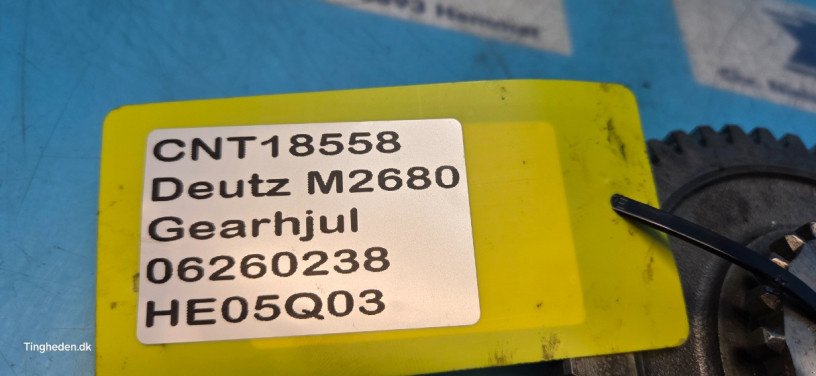 CNT18558
Deutz M2680
Gearhjul
06260238
HE05Q03
Tingheden.dk